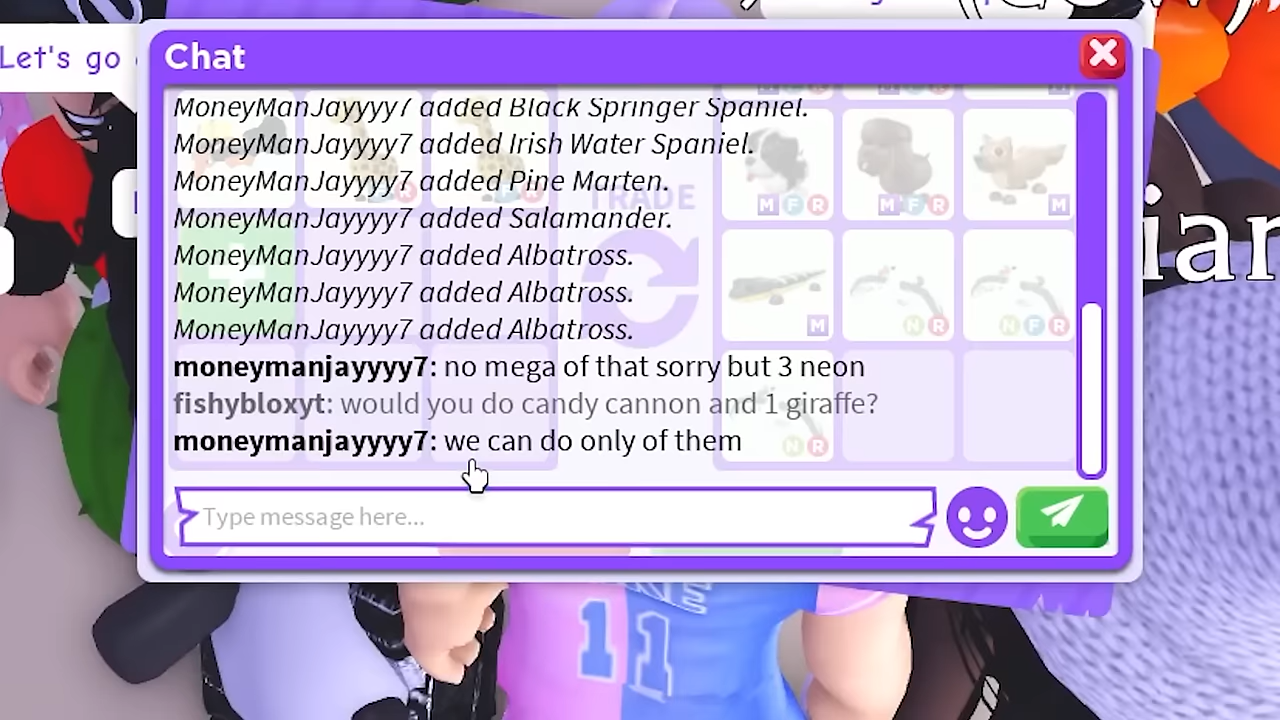 Let's go
Chat
MoneyManJayyyy7 added Black Springer Spaniel.
MoneyManJayyyy7 added Irish Water Spaniel.
MoneyManJayyyy7 added Pine Marten.
TRADE
MoneyManJayyyy7 added Salamander.
MoneyManJayyyy7 added Albatross.
MoneyManJayyyy7 added Albatross.
MoneyManJayyyy7 added Albatross.
moneymanjayyyy7: no mega of that sorry but 3 neon
fishybloxyt: would you do candy cannon and 1 giraffe?
moneymanjayyyy7: we can do only of them
Type message here...
M F R
M F R
M
M
N R
N F R
N R
ian
11